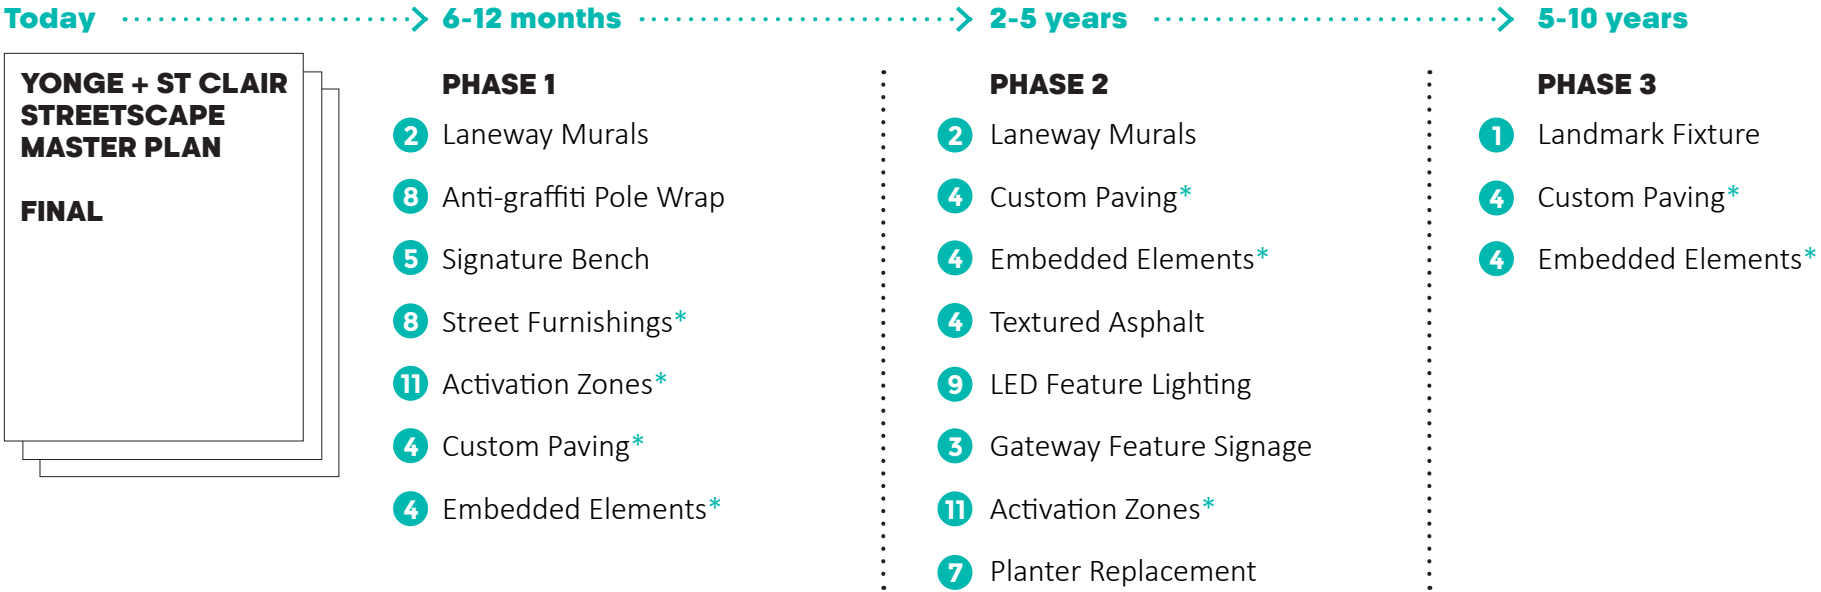 Today
6-12 months
2-5 years
5-10 years
YONGE + ST CLAIR
STREETSCAPE
MASTER PLAN
FINAL
PHASE 1
2 Laneway Murals
8 Anti-graffiti Pole Wrap
5 Signature Bench
8 Street Furnishings*
11 Activation Zones*
4 Custom Paving*
4 Embedded Elements*
PHASE 2
2 Laneway Murals
4 Custom Paving*
4 Embedded Elements*
4 Textured Asphalt
9 LED Feature Lighting
3 Gateway Feature Signage
11 Activation Zones*
7 Planter Replacement
PHASE 3
1 Landmark Fixture
4 Custom Paving*
4 Embedded Elements*